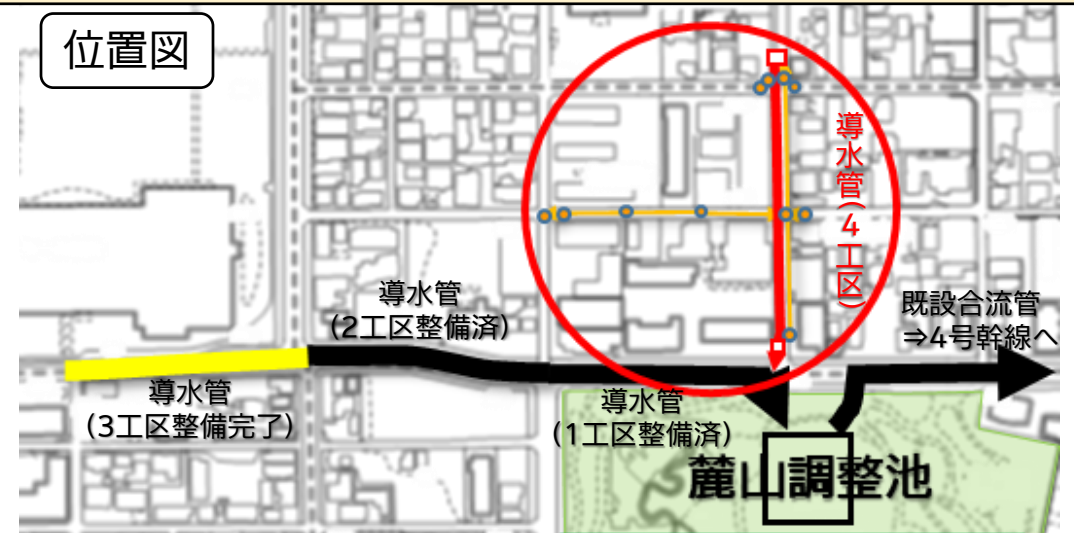 位置図
導水管(4工区)
導水管
(2工区整備済)
既設合流管
⇒4号幹線へ
導水管
(3工区整備完了)
導水管
(1工区整備済)
麓山調整池